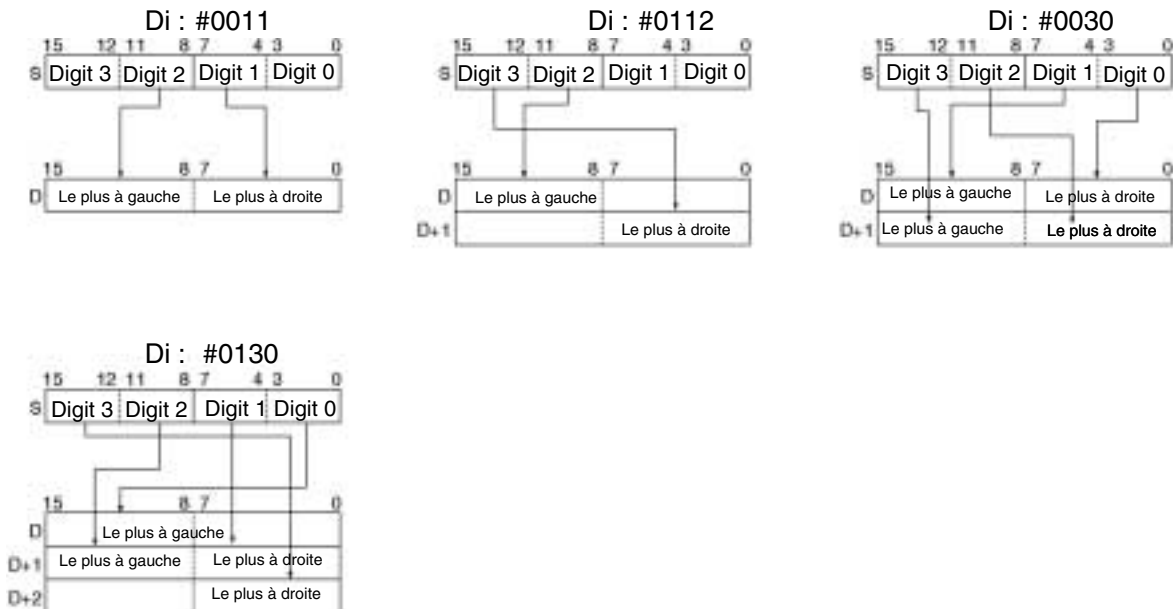 Di : #0011
15 12 11 8 7 4 3 0
S Digit 3 Digit 2 Digit 1 Digit 0
15 8 7 0
D Le plus à gauche Le plus à droite
Di : #0112
15 12 11 8 7 4 3 0
S Digit 3 Digit 2 Digit 1 Digit 0
15 8 7 0
D Le plus à gauche
D+1 Le plus à droite
Di : #0030
15 12 11 8 7 4 3 0
S Digit 3 Digit 2 Digit 1 Digit 0
15 8 7 0
D Le plus à gauche Le plus à droite
D+1 Le plus à gauche Le plus à droite
Di : #0130
15 12 11 8 7 4 3 0
S Digit 3 Digit 2 Digit 1 Digit 0
15 8 7 0
D Le plus à gauche
D+1 Le plus à gauche Le plus à droite
D+2 Le plus à droite